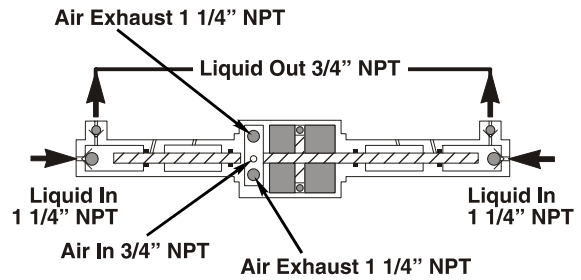 Air Exhaust 1 1/4” NPT
Liquid Out 3/4” NPT
Liquid In
1 1/4” NPT
Liquid In
1 1/4” NPT
Air In 3/4” NPT
Air Exhaust 1 1/4” NPT